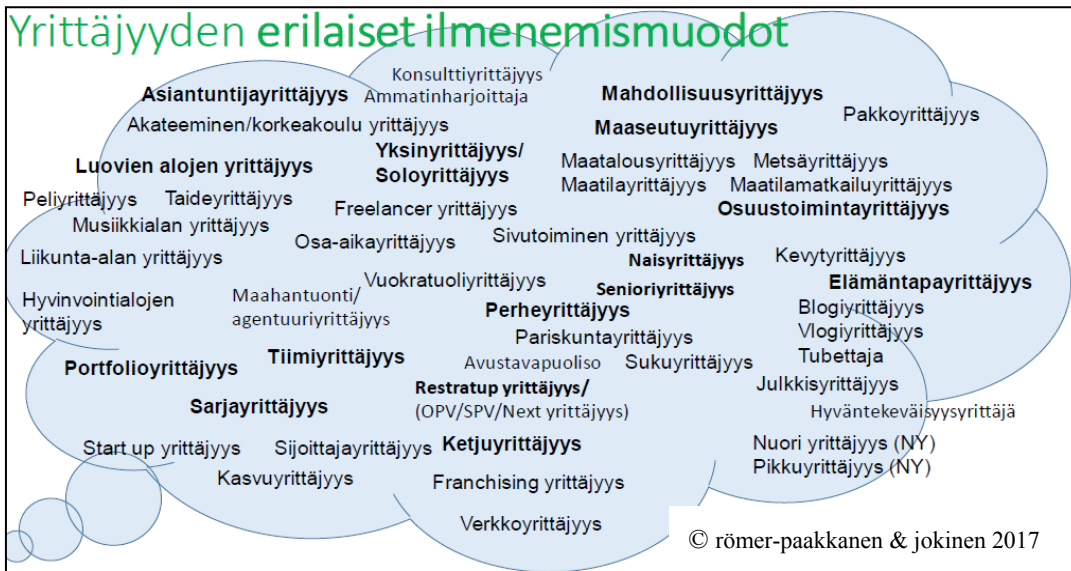 Yrittäjyyden erilaiset ilmenemismuodot
Konsulttiyrittäjyys
Asiantuntijayrittäjyys
Ammatinharjoittaja
Mahdollisuusyrittäjyys
Pakkoyrittäjyys
Akateeminen/korkeakoulu yrittäjyys
Maaseutuyrittäjyys
Luovien alojen yrittäjyys
Yksinyrittäjyys/
Soloyrittäjyys
Maatalousyrittäjyys
Metsäyrittäjyys
Maatilayrittäjyys
Maatilamatkailuyrittäjyys
Peliyrittäjyys
Taideyrittäjyys
Freelancer yrittäjyys
Osuustoimintayrittäjyys
Musiikkialan yrittäjyys
Osa-aikayrittäjyys
Sivutoiminen yrittäjyys
Liikunta-alan yrittäjyys
Naisyrittäjyys
Kevytyrittäjyys
Vuokratuoliyrittäjyys
Senioriyrittäjyys
Elämäntapayrittäjyys
Hyvinvointialojen
yrittäjyys
Maahantuonti/
agentuuriyrittäjyys
Perheyrittäjyys
Blogiyrittäjyys
Pariskuntayrittäjyys
Vlogiyrittäjyys
Portfolioyrittäjyys
Tiimiyrittäjyys
Avustavapuoliso
Sukuyrittäjyys
Tubettaja
Sarjayrittäjyys
Restratup yrittäjyys/
(OPV/SPV/Next yrittäjyys)
Julkkisyrittäjyys
Hyväntekeväisyysyrittäjä
Start up yrittäjyys
Sijoittajayrittäjyys
Ketjuyrittäjyys
Nuori yrittäjyys (NY)
Pikkuyrittäjyys (NY)
Kasvuyrittäjyys
Franchising yrittäjyys
Verkkoyrittäjyys
© römer-paakkanen & jokinen 2017